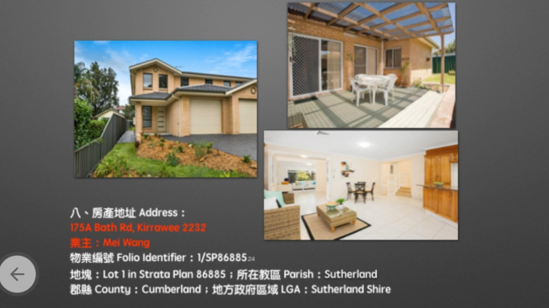 八、房產地址 Address：
175A Bath Rd, Kirrawee 2232
業主：Mei Wang
物業編號 Folio Identifier：1/SP86885 24
地塊：Lot 1 in Strata Plan 86885；所在教區 Parish：Sutherland
郡縣 County：Cumberland；地方政府區域 LGA：Sutherland Shire